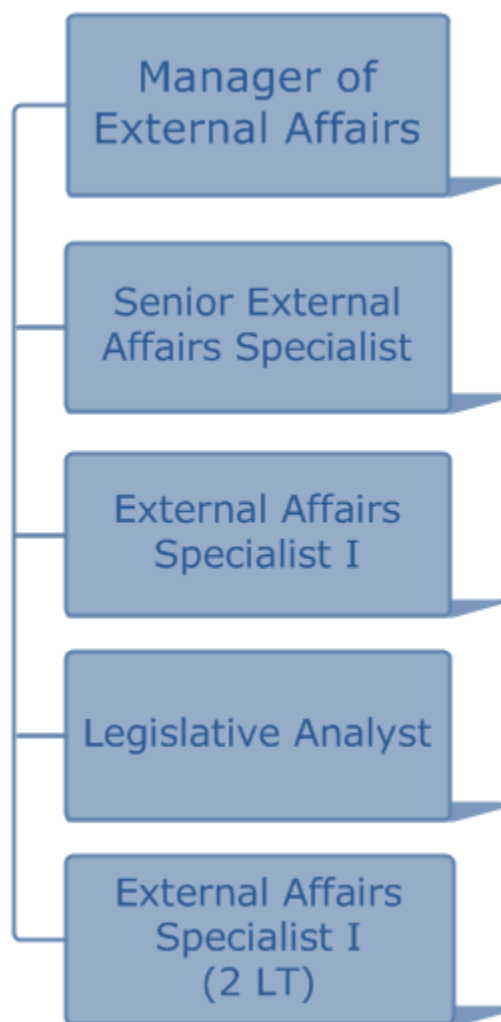 Manager of
External Affairs
Senior External
Affairs Specialist
External Affairs
Specialist I
Legislative Analyst
External Affairs
Specialist I
(2 LT)